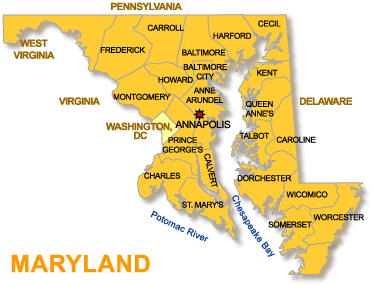 PENNSYLVANIA
CARROLL
CECIL
HARFORD
WEST
VIRGINIA
FREDERICK
BALTIMORE
BALTIMORE
CITY
KENT
HOWARD
MONTGOMERY
ANNE
ARUNDEL
VIRGINIA
QUEEN
ANNE'S
DELAWARE
WASHINGTON,
DC
ANNAPOLIS
TALBOT
CAROLINE
PRINCE
GEORGE'S
CALVERT
CHARLES
DORCHESTER
ST. MARY'S
WICOMICO
WORCESTER
SOMERSET
Potomac River
Chesapeake Bay
MARYLAND